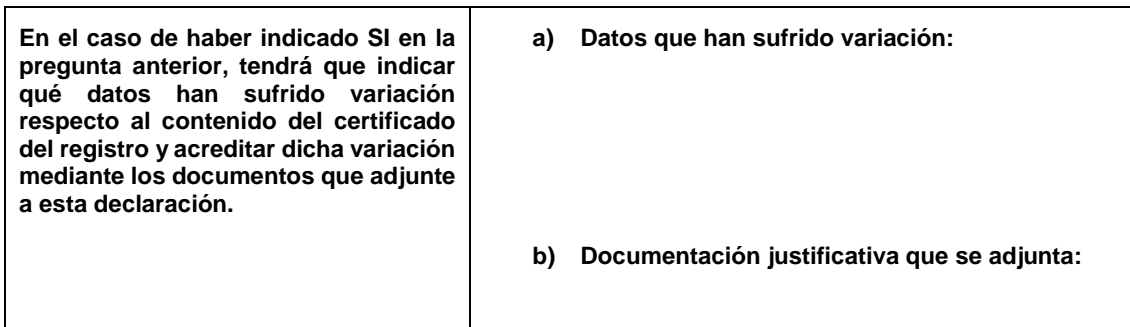 En el caso de haber indicado SI en la
pregunta anterior, tendrá que indicar
qué datos han sufrido variación
respecto al contenido del certificado
del registro y acreditar dicha variación
mediante los documentos que adjunte
a esta declaración.
a) Datos que han sufrido variación:
b) Documentación justificativa que se adjunta: